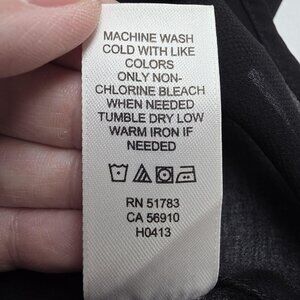 MACHINE WASH
COLD WITH LIKE
COLORS
ONLY NON-
CHLORINE BLEACH
WHEN NEEDED
TUMBLE DRY LOW
WARM IRON IF
NEEDED
RN 51783
CA 56910
H0413